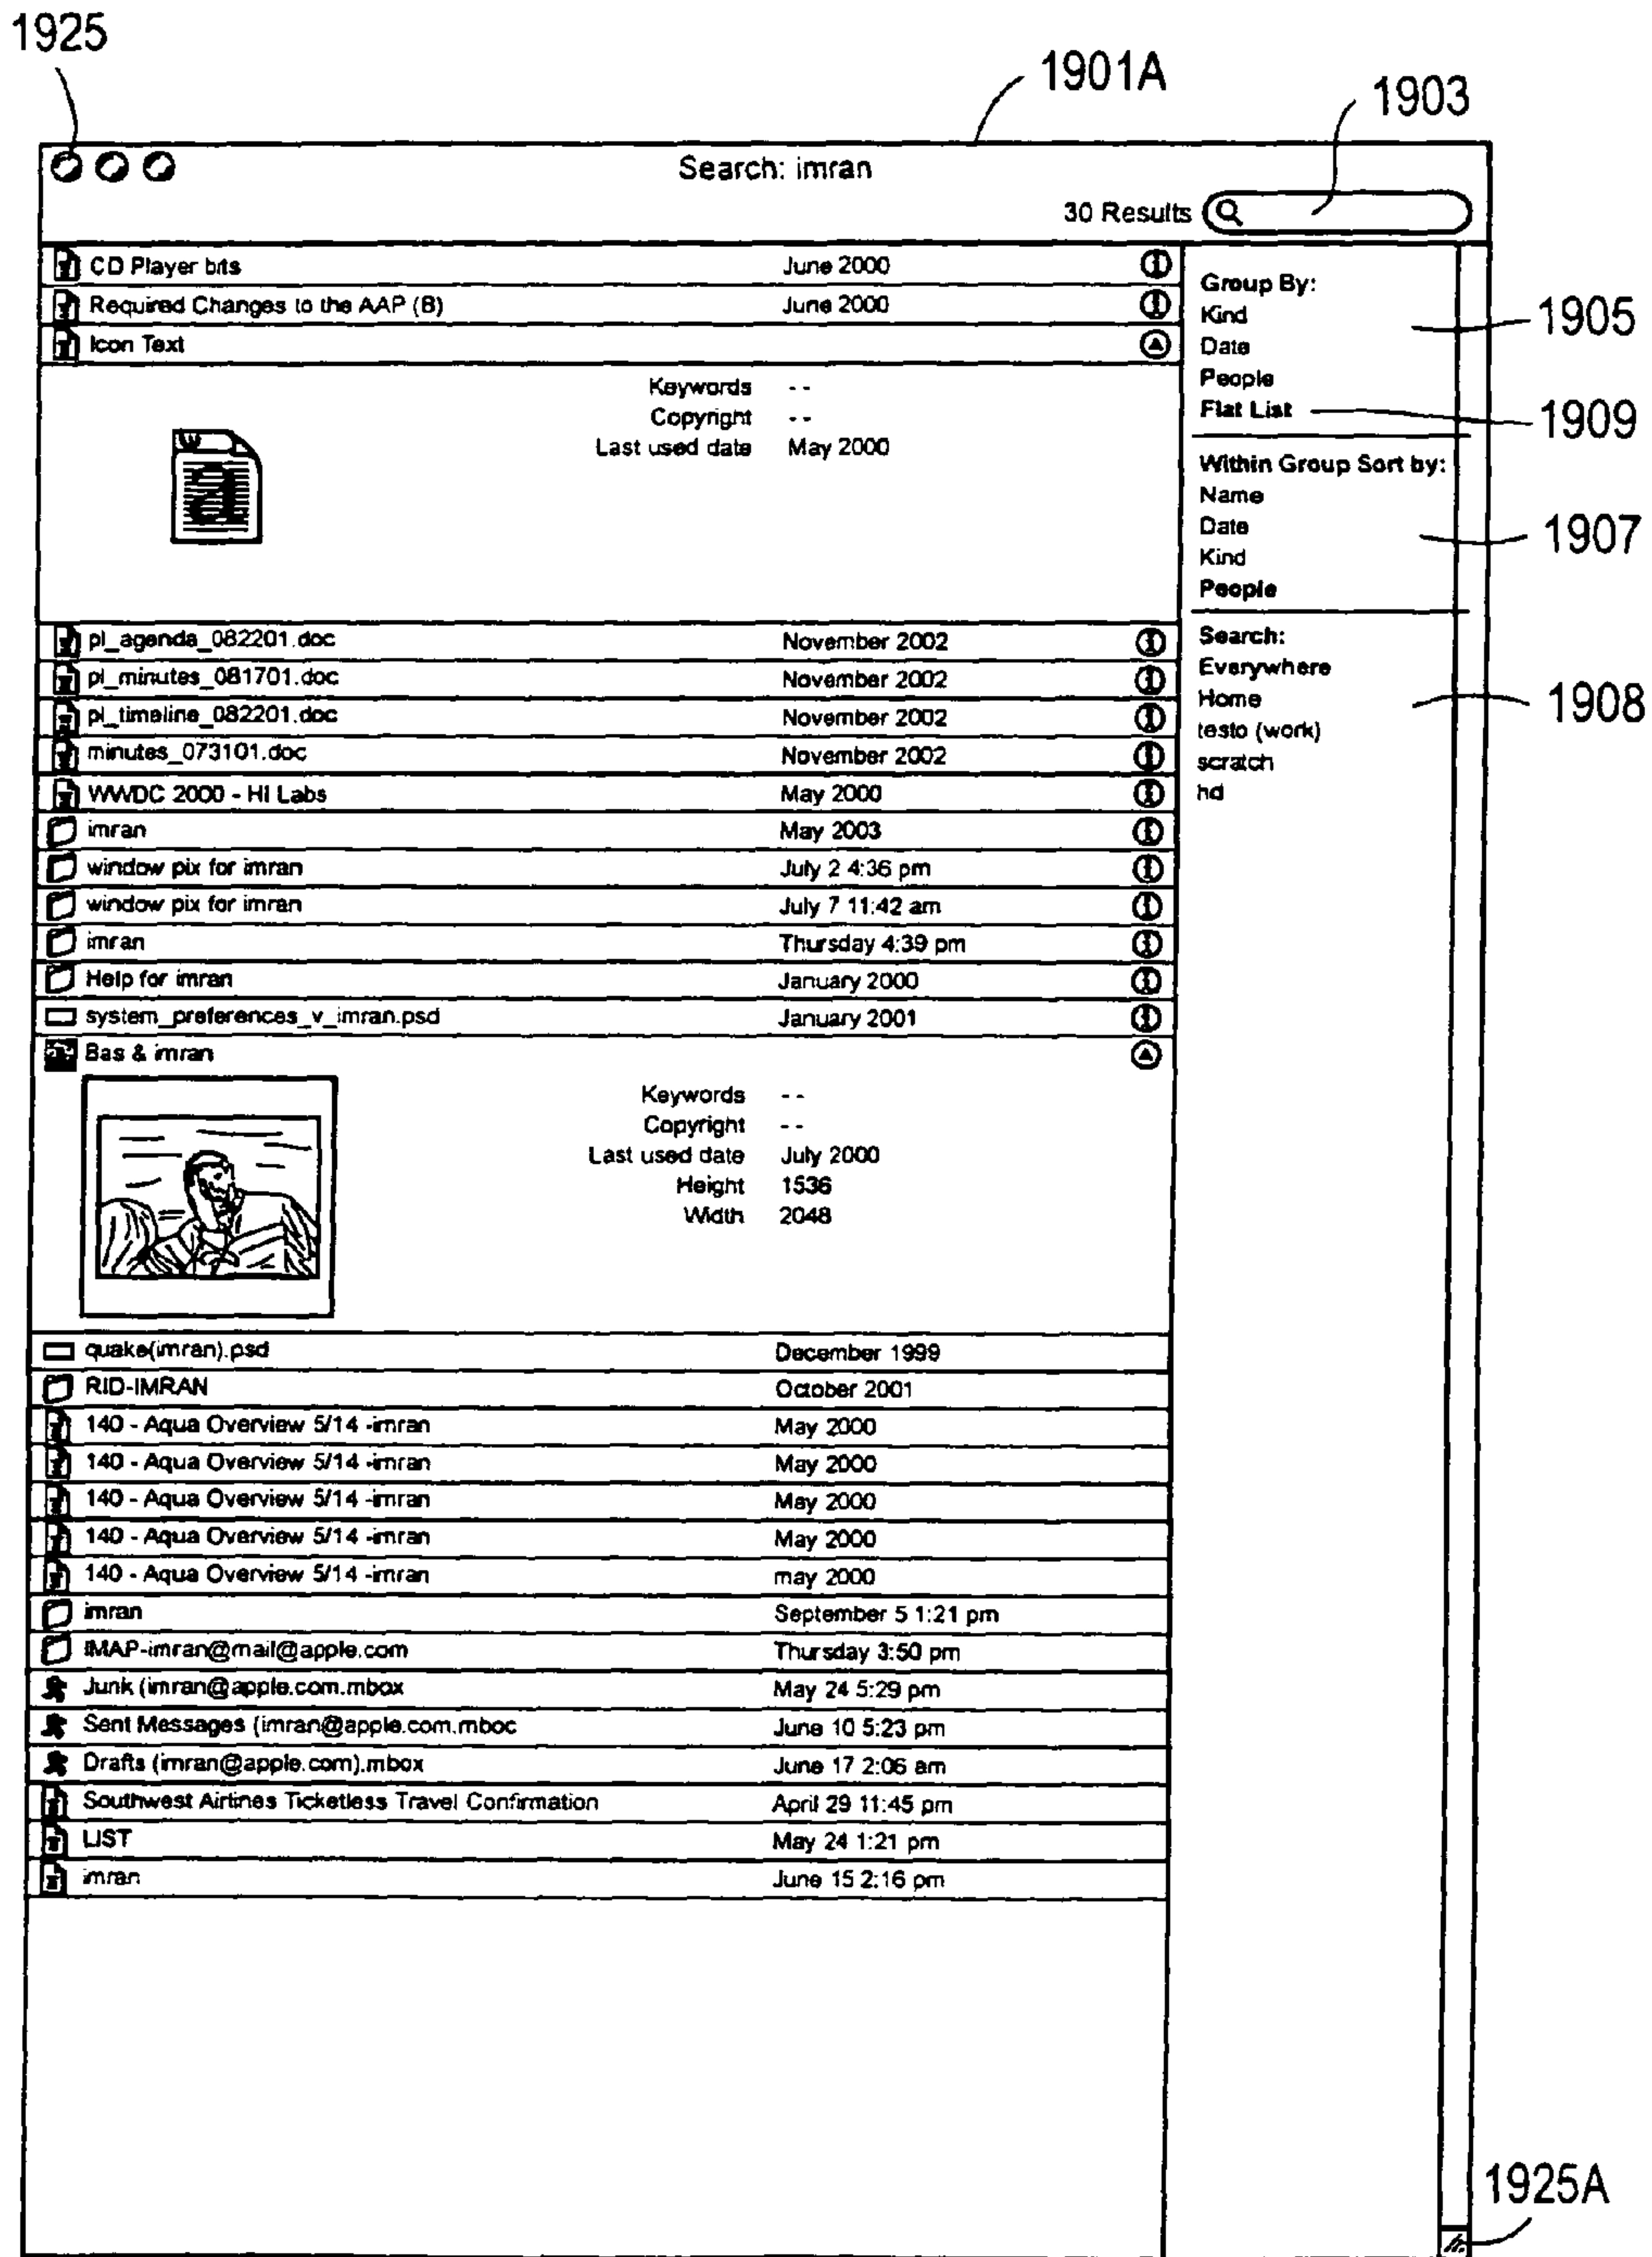 1925
1901A
1903
Search: imran
30 Results
CD Player bits June 2000
Required Changes to the AAP (B) June 2000
Icon Text
Keywords - -
Copyright - -
Last used date May 2000
pl_agenda_082201.doc November 2002
pl_minutes_081701.doc November 2002
pl_timeline_082201.doc November 2002
minutes_073101.doc November 2002
WWDC 2000 - HI Labs May 2000
imran May 2003
window pix for imran July 2 4:36 pm
window pix for imran July 7 11:42 am
imran Thursday 4:39 pm
Help for imran January 2000
system_preferences_v_imran.psd January 2001
Bas & imran
Keywords - -
Copyright - -
Last used date July 2000
Height 1536
Width 2048
quake(imran).psd December 1999
RID-IMRAN October 2001
140 - Aqua Overview 5/14 -imran May 2000
140 - Aqua Overview 5/14 -imran May 2000
140 - Aqua Overview 5/14 -imran May 2000
140 - Aqua Overview 5/14 -imran May 2000
140 - Aqua Overview 5/14 -imran may 2000
imran September 5 1:21 pm
IMAP-imran@mail@apple.com Thursday 3:50 pm
Junk (imran@apple.com.mbox May 24 5:29 pm
Sent Messages (imran@apple.com.mboc June 10 5:23 pm
Drafts (imran@apple.com).mbox June 17 2:06 am
Southwest Airlines Ticketless Travel Confirmation April 29 11:45 pm
LIST May 24 1:21 pm
imran June 15 2:16 pm
Group By:
Kind
Date
People
Flat List
Within Group Sort by:
Name
Date
Kind
People
Search:
Everywhere
Home
testo (work)
scratch
hd
1905
1909
1907
1908
1925A